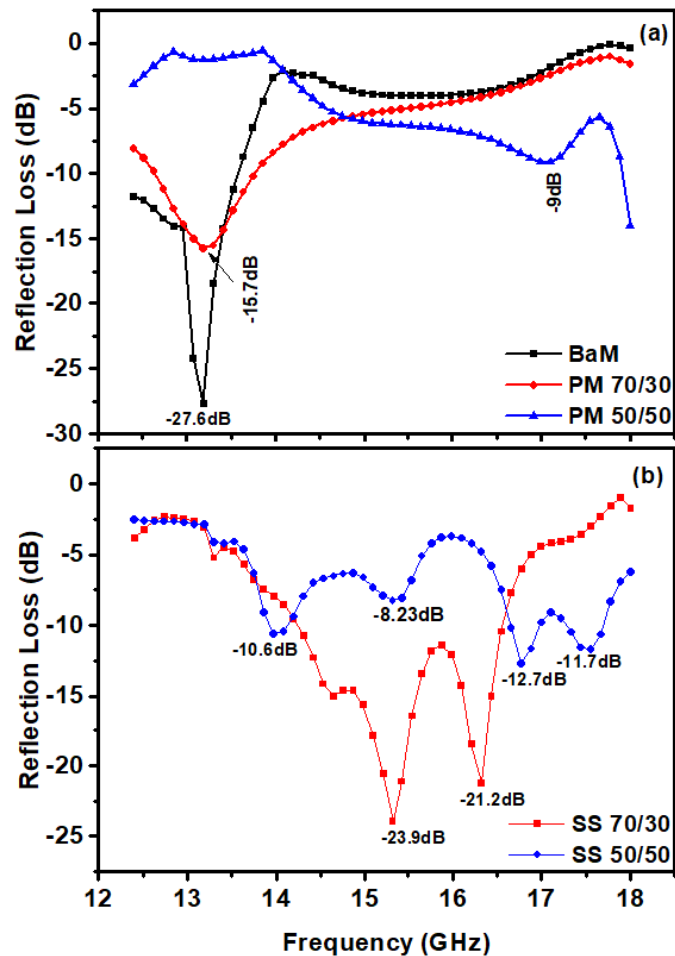 (a)
0
-5
-10
-15
-20
-25
-30
Reflection Loss (dB)
-9dB
-15.7dB
-27.6dB
BaM
PM 70/30
PM 50/50
(b)
0
-5
-10
-15
-20
-25
Reflection Loss (dB)
-10.6dB
-8.23dB
-12.7dB
-11.7dB
-21.2dB
-23.9dB
SS 70/30
SS 50/50
12 13 14 15 16 17 18
Frequency (GHz)